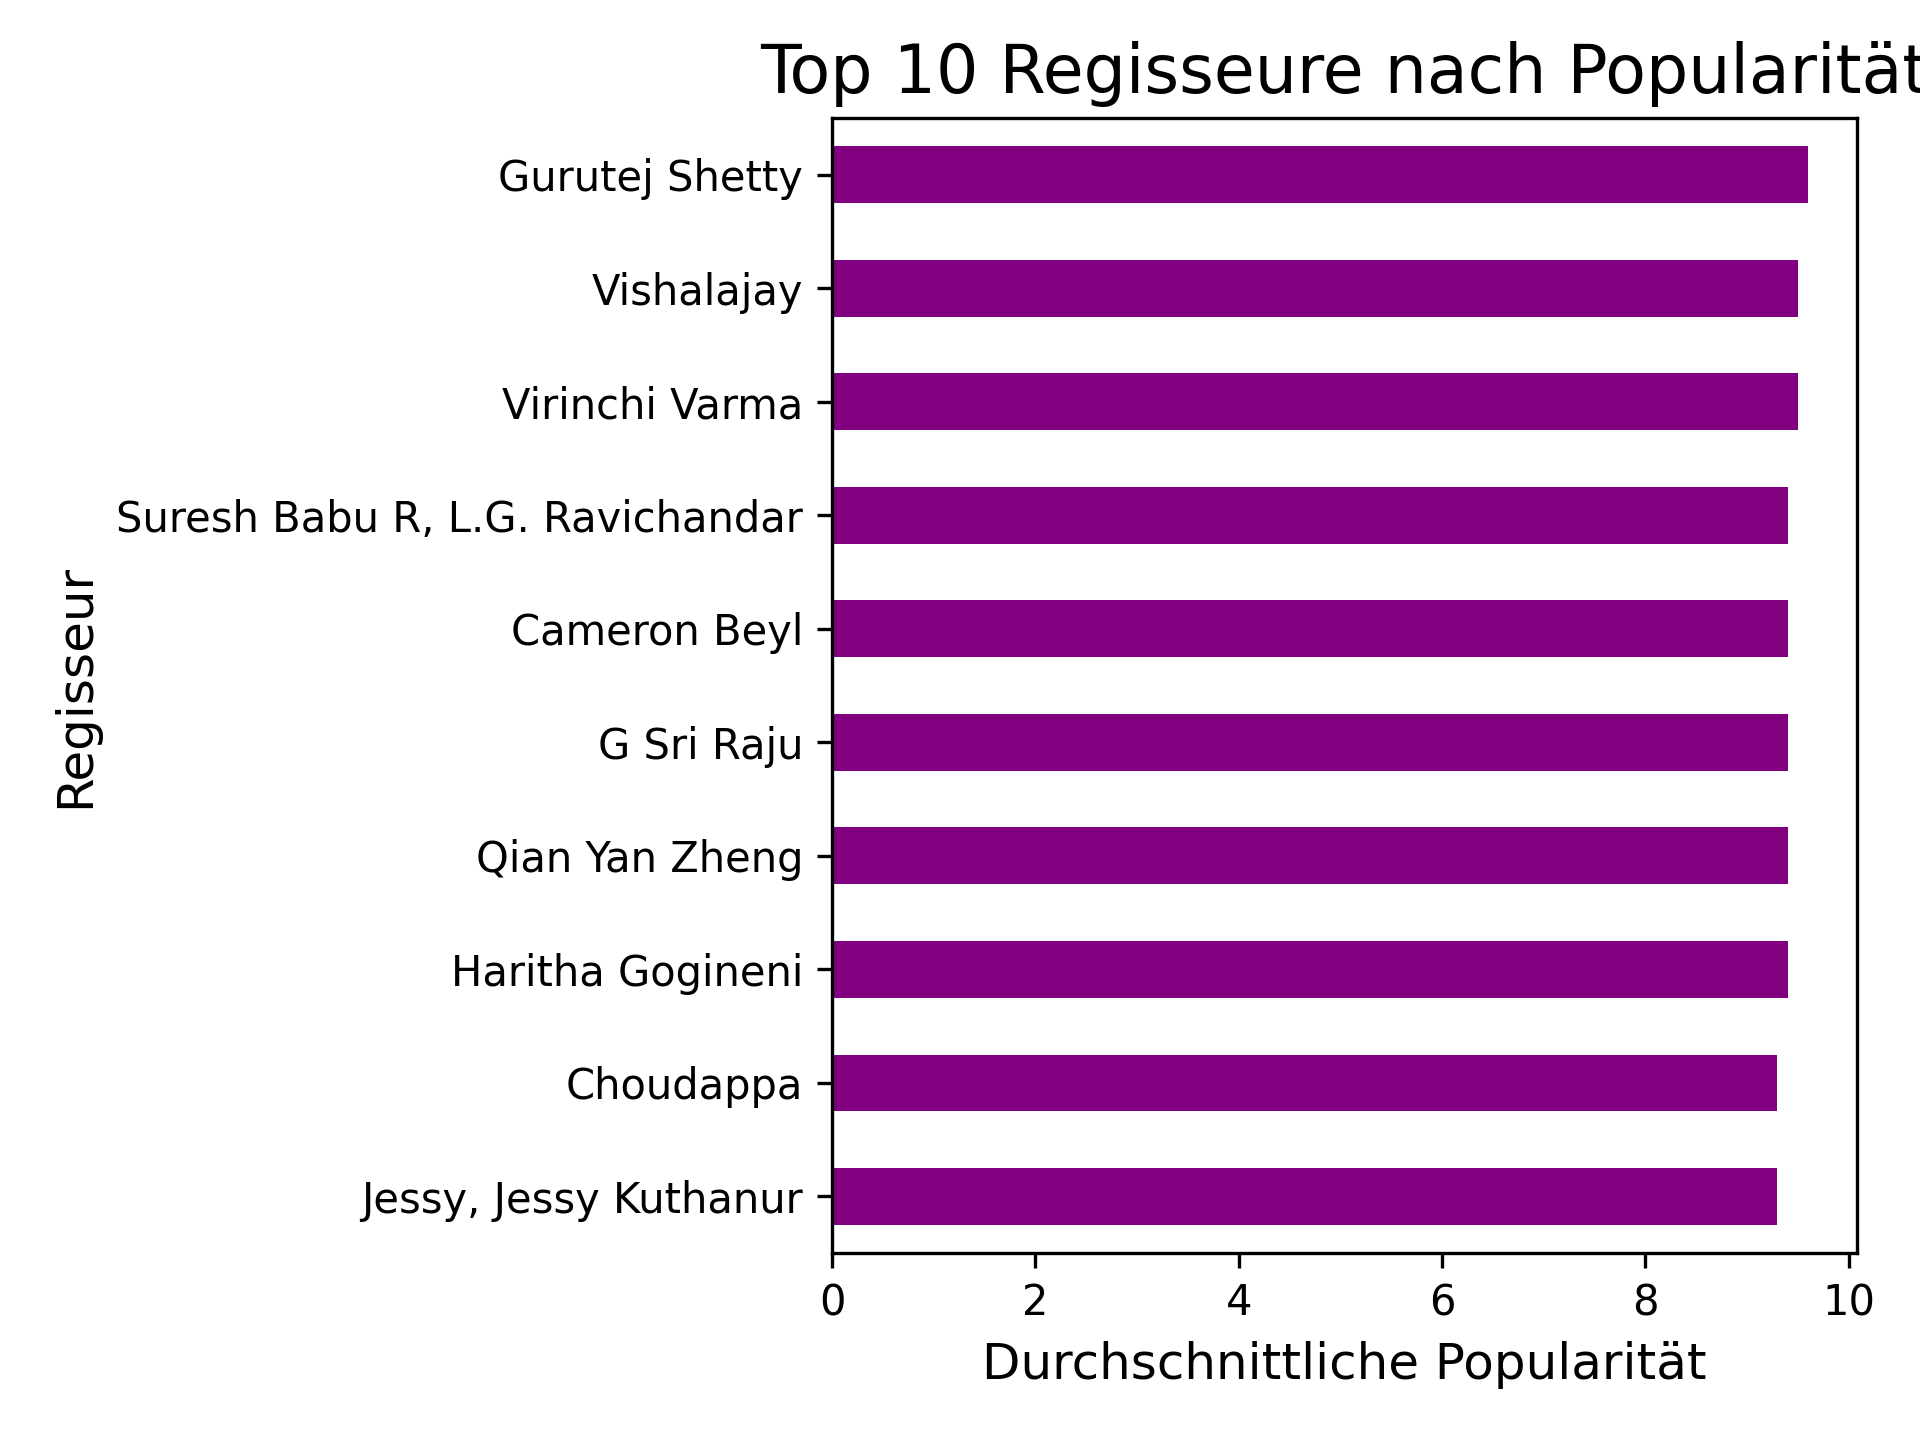 Top 10 Regisseure nach Popularität
Gurutej Shetty
Vishalajay
Virinchi Varma
Suresh Babu R, L.G. Ravichandar
Cameron Beyl
G Sri Raju
Qian Yan Zheng
Haritha Gogineni
Choudappa
Jessy, Jessy Kuthanur
Regisseur
0 2 4 6 8 10
Durchschnittliche Popularität